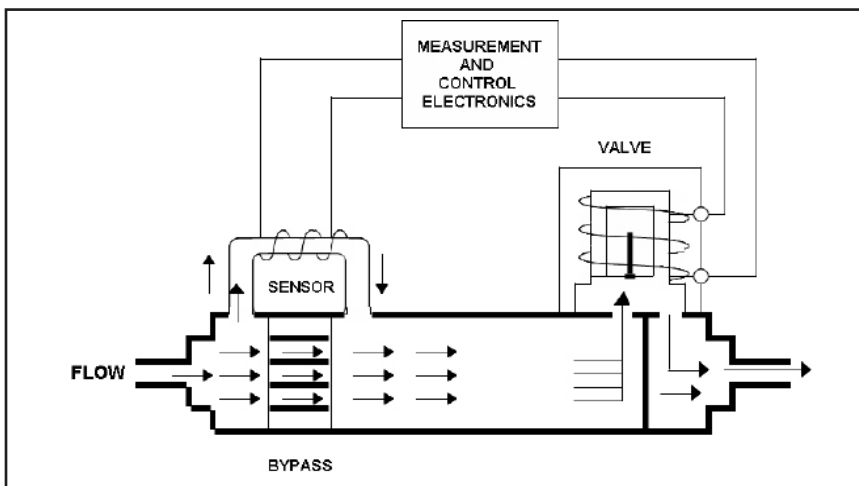 MEASUREMENT
AND
CONTROL
ELECTRONICS
VALVE
SENSOR
FLOW
BYPASS